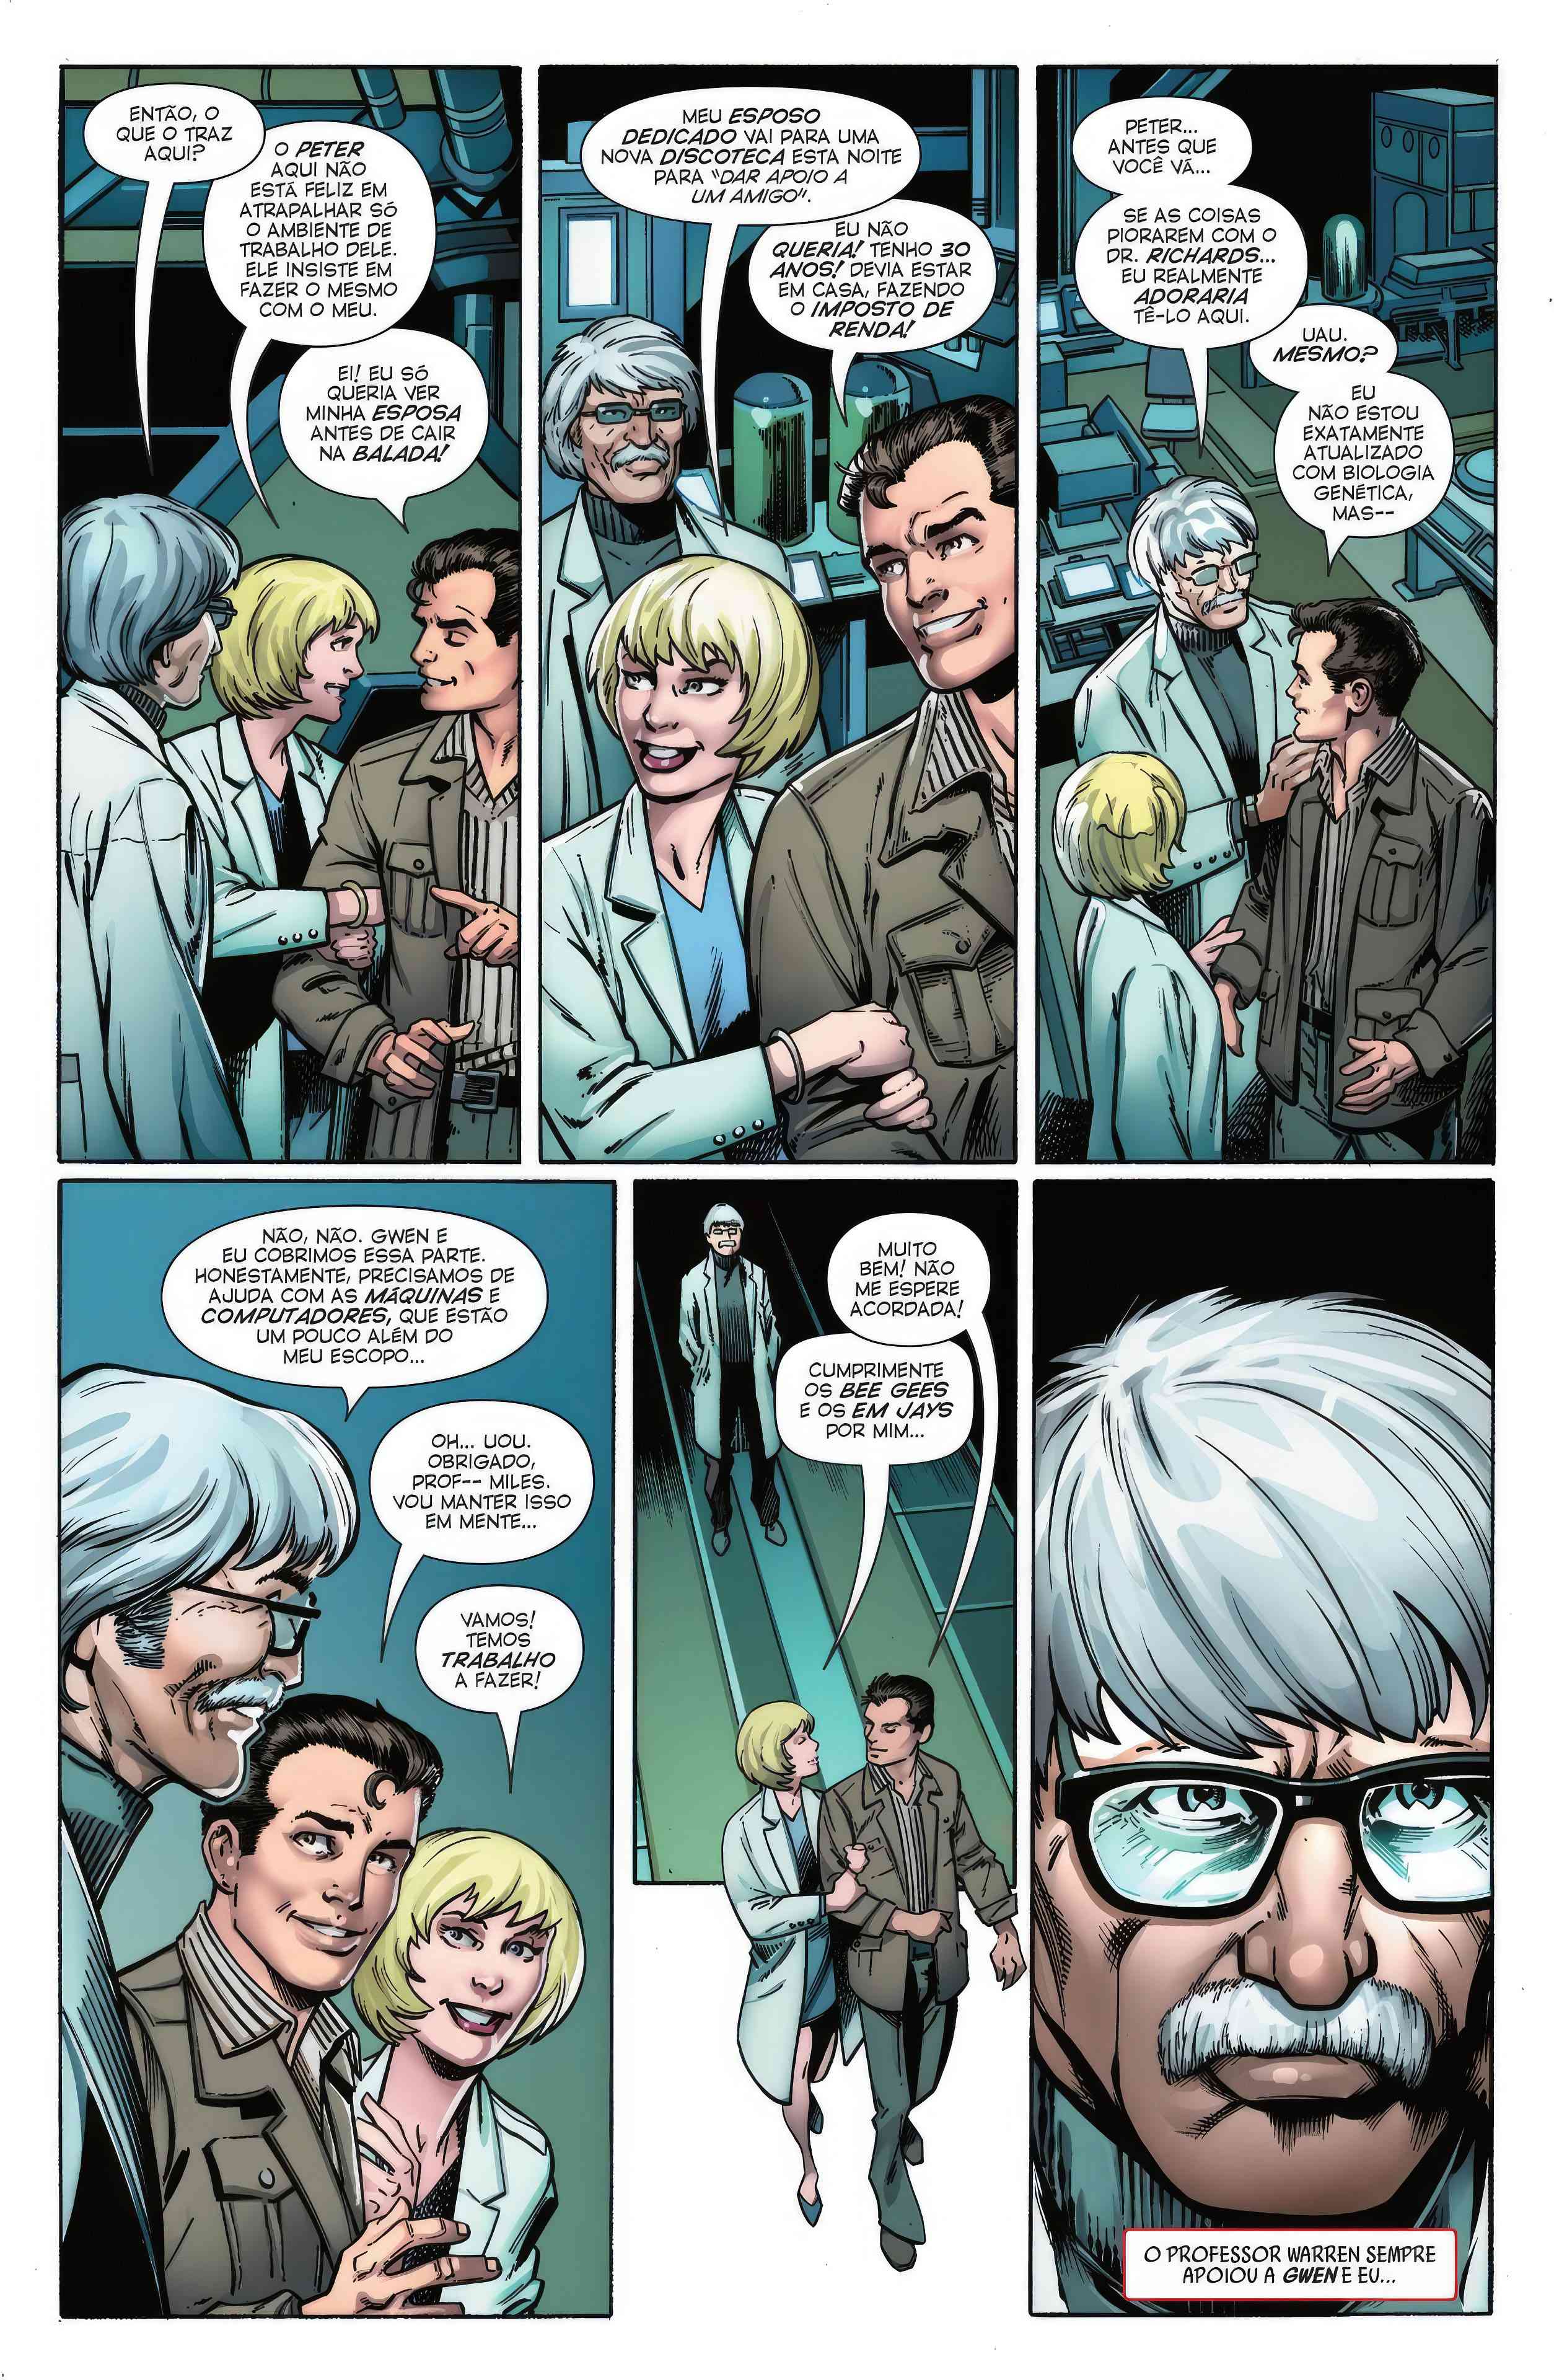 ENTÃO, O
QUE O TRAZ
AQUI?
O PETER
AQUI NÃO
ESTÁ FELIZ EM
ATRAPALHAR SÓ
O AMBIENTE DE
TRABALHO DELE.
ELE INSISTE EM
FAZER O MESMO
COM O MEU.
EI! EU SÓ
QUERIA VER
MINHA ESPOSA
ANTES DE CAIR
NA BALADA!
MEU ESPOSO
DEDICADO VAI PARA UMA
NOVA DISCOTECA ESTA NOITE
PARA "DAR APOIO A
UM AMIGO".
EU NÃO
QUERIA! TENHO 30
ANOS! DEVIA ESTAR
EM CASA, FAZENDO
O IMPOSTO DE
RENDA!
PETER...
ANTES QUE
VOCÊ VÁ...
SE AS COISAS
PIORAREM COM O
DR. RICHARDS...
EU REALMENTE
ADORARIA
TÊ-LO AQUI.
UAU.
MESMO?
EU
NÃO ESTOU
EXATAMENTE
ATUALIZADO
COM BIOLOGIA
GENÉTICA,
MAS--
NÃO, NÃO. GWEN E
EU COBRIMOS ESSA PARTE.
HONESTAMENTE, PRECISAMOS DE
AJUDA COM AS MÁQUINAS E
COMPUTADORES, QUE ESTÃO
UM POUCO ALÉM DO
MEU ESCOPO...
OH... UOU.
OBRIGADO,
PROF-- MILES.
VOU MANTER ISSO
EM MENTE...
VAMOS!
TEMOS
TRABALHO
A FAZER!
MUITO
BEM! NÃO
ME ESPERE
ACORDADA!
CUMPRIMENTE
OS BEE GEES
E OS EM JAYS
POR MIM...
O PROFESSOR WARREN SEMPRE
APOIOU A GWEN E EU...